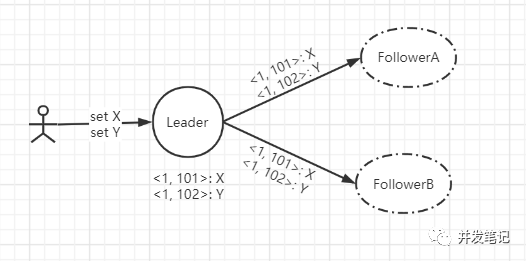 set X
set Y
Leader
<1, 101>: X
<1, 102>: Y
<1, 101>: X
<1, 102>: Y
FollowerA
<1, 101>: X
<1, 102>: Y
FollowerB
并发笔记